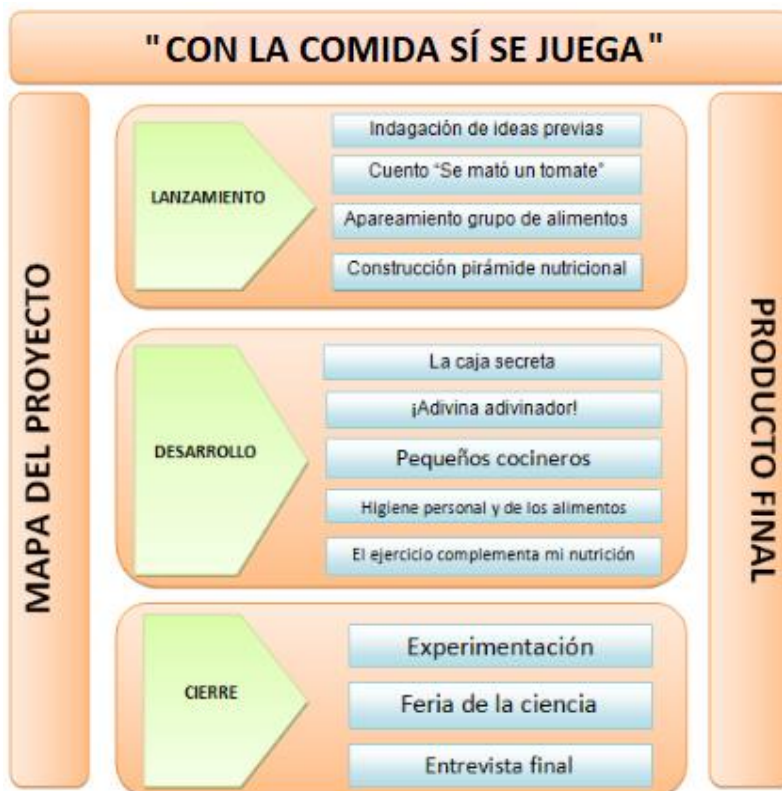 "CON LA COMIDA SÍ SE JUEGA"
MAPA DEL PROYECTO
LANZAMIENTO
Indagación de ideas previas
Cuento “Se mató un tomate”
Apareamiento grupo de alimentos
Construcción pirámide nutricional
DESARROLLO
La caja secreta
¡Adivina adivinador!
Pequeños cocineros
Higiene personal y de los alimentos
El ejercicio complementa mi nutrición
CIERRE
Experimentación
Feria de la ciencia
Entrevista final
PRODUCTO FINAL